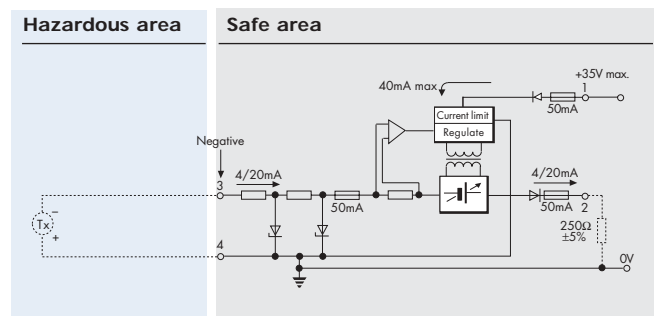 Hazardous area
Safe area
+35V max.
40mA max
1
50mA
Current limit
Regulate
Negative
3
4/20mA
50mA
4/20mA
50mA
2
250Ω
±5%
Tx
−
+
4
0V